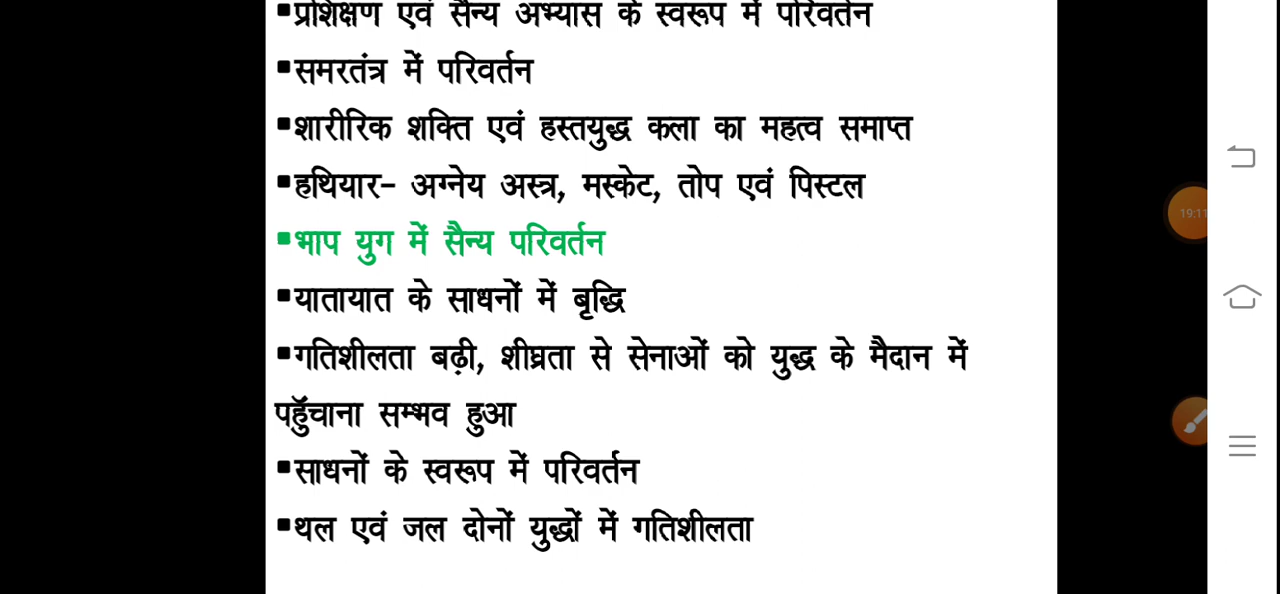 ▪प्रशिक्षण एवं सैन्य अभ्यास के स्वरूप में परिवर्तन
▪समरतंत्र में परिवर्तन
▪शारीरिक शक्ति एवं हस्तयुद्ध कला का महत्व समाप्त
▪हथियार- अग्नेय अस्त्र, मस्केट, तोप एवं पिस्टल
▪भाप युग में सैन्य परिवर्तन
▪यातायात के साधनों में बृद्धि
▪गतिशीलता बढ़ी, शीघ्रता से सेनाओं को युद्ध के मैदान में
पहुॅचाना सम्भव हुआ
▪साधनों के स्वरूप में परिवर्तन
▪थल एवं जल दोनों युद्धों में गतिशीलता
19:11